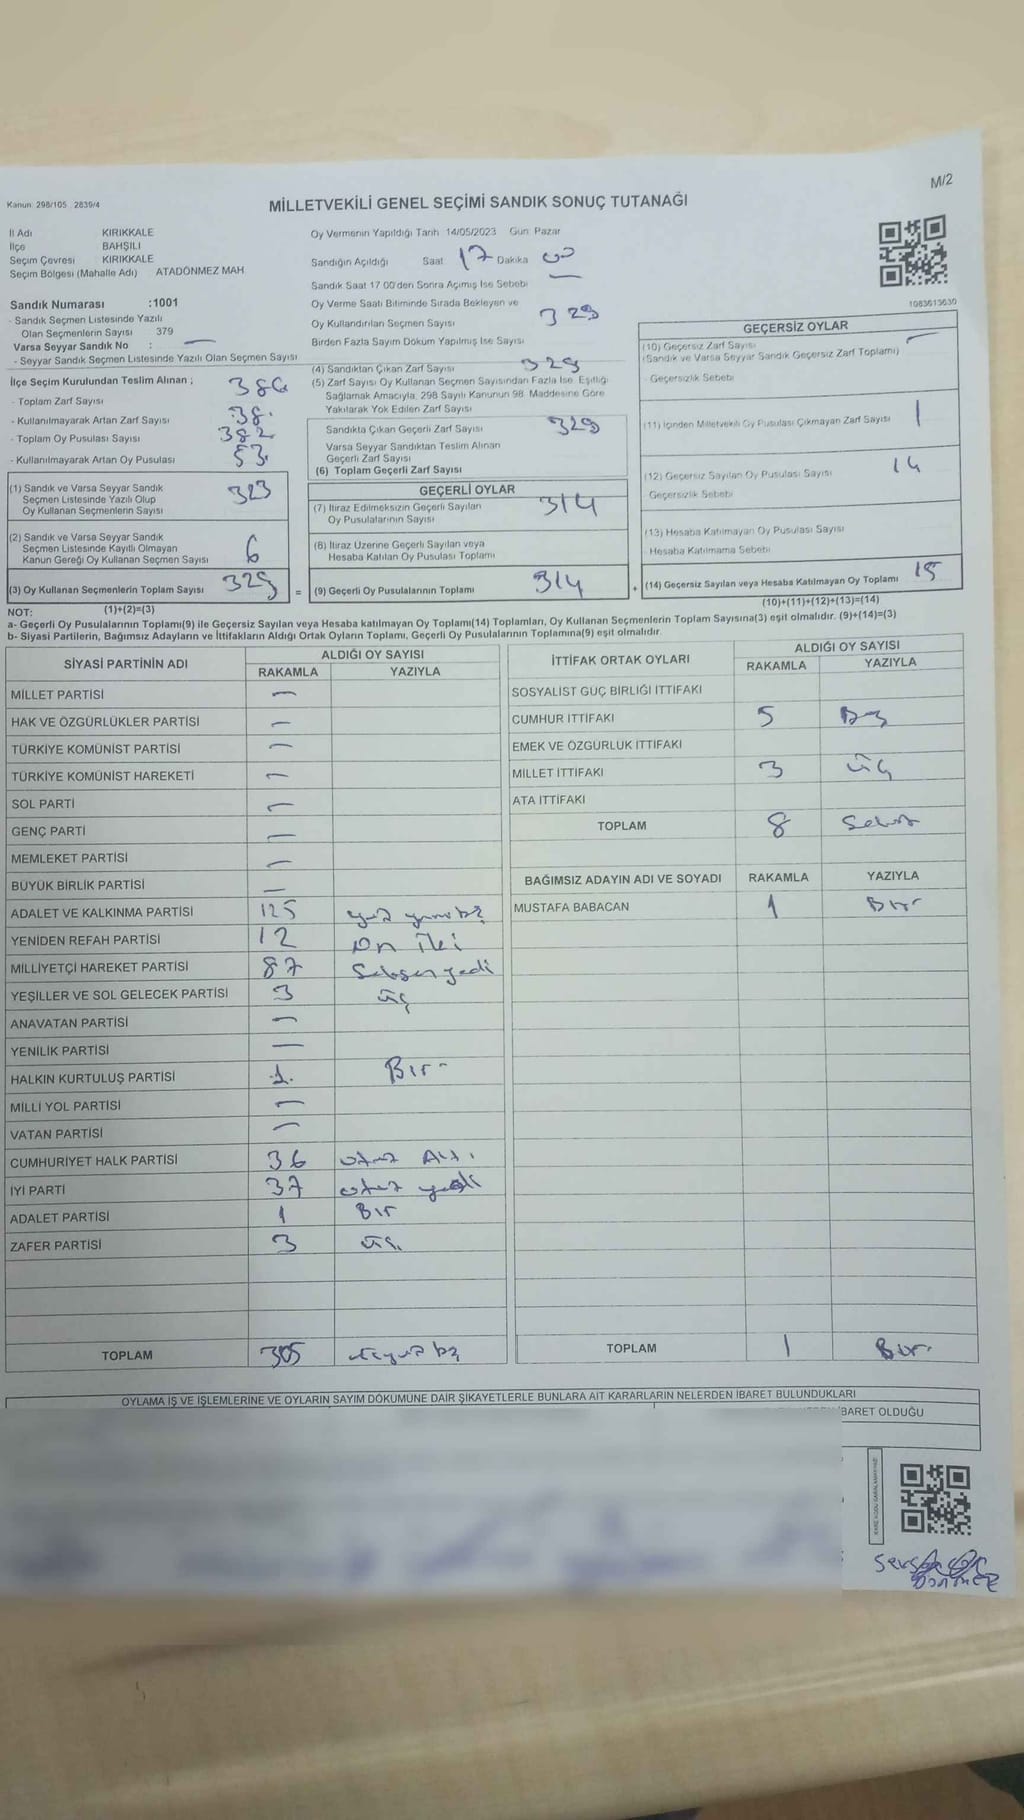 M/2
Kanun: 298/105 2839/4
MİLLETVEKİLİ GENEL SEÇİMİ SANDIK SONUÇ TUTANAĞI
İl Adı KIRIKKALE
İlçe BAHŞILI
Seçim Çevresi KIRIKKALE
Seçim Bölgesi (Mahalle Adı) ATADÖNMEZ MAH.
Sandık Numarası :1001
- Sandık Seçmen Listesinde Yazılı
Olan Seçmenlerin Sayısı 379
Varsa Seyyar Sandık No : —
- Seyyar Sandık Seçmen Listesinde Yazılı Olan Seçmen Sayısı
Oy Vermenin Yapıldığı Tarih 14/05/2023 Gün: Pazar
Sandığın Açıldığı Saat 17 Dakika 00
Sandık Saat 17.00'den Sonra Açılmış İse Sebebi —
Oy Verme Saati Bitiminde Sırada Bekleyen ve
Oy Kullandırılan Seçmen Sayısı 329
Birden Fazla Sayım Döküm Yapılmış İse Sayısı
1083613630
İlçe Seçim Kurulundan Teslim Alınan ;
- Toplam Zarf Sayısı 386
- Kullanılmayarak Artan Zarf Sayısı 38.
- Toplam Oy Pusulası Sayısı 382
- Kullanılmayarak Artan Oy Pusulası 53.
(1) Sandık ve Varsa Seyyar Sandık
Seçmen Listesinde Yazılı Olup
Oy Kullanan Seçmenlerin Sayısı 323
(2) Sandık ve Varsa Seyyar Sandık
Seçmen Listesinde Kayıtlı Olmayan
Kanun Gereği Oy Kullanan Seçmen Sayısı 6
(3) Oy Kullanan Seçmenlerin Toplam Sayısı 329 =
(4) Sandıktan Çıkan Zarf Sayısı 329
(5) Zarf Sayısı Oy Kullanan Seçmen Sayısından Fazla İse, Eşitliği
Sağlamak Amacıyla, 298 Sayılı Kanunun 98. Maddesine Göre
Yakılarak Yok Edilen Zarf Sayısı
Sandıkta Çıkan Geçerli Zarf Sayısı 329
Varsa Seyyar Sandıktan Teslim Alınan
Geçerli Zarf Sayısı
(6) Toplam Geçerli Zarf Sayısı
GEÇERLİ OYLAR
(7) İtiraz Edilmeksizin Geçerli Sayılan
Oy Pusulalarının Sayısı 314
(8) İtiraz Üzerine Geçerli Sayılan veya
Hesaba Katılan Oy Pusulası Toplamı
(9) Geçerli Oy Pusulalarının Toplamı 314 +
GEÇERSİZ OYLAR
(10) Geçersiz Zarf Sayısı —
(Sandık ve Varsa Seyyar Sandık Geçersiz Zarf Toplamı)
- Geçersizlik Sebebi
(11) İçinden Milletvekili Oy Pusulası Çıkmayan Zarf Sayısı 1
(12) Geçersiz Sayılan Oy Pusulası Sayısı 14
- Geçersizlik Sebebi
(13) Hesaba Katılmayan Oy Pusulası Sayısı
- Hesaba Katılmama Sebebi
(14) Geçersiz Sayılan veya Hesaba Katılmayan Oy Toplamı 15
NOT: (1)+(2)=(3) (10)+(11)+(12)+(13)=(14)
a- Geçerli Oy Pusulalarının Toplamı(9) ile Geçersiz Sayılan veya Hesaba katılmayan Oy Toplamı(14) Toplamları, Oy Kullanan Seçmenlerin Toplam Sayısına(3) eşit olmalıdır. (9)+(14)=(3)
b- Siyasi Partilerin, Bağımsız Adayların ve İttifakların Aldığı Ortak Oyların Toplamı, Geçerli Oy Pusulalarının Toplamına(9) eşit olmalıdır.
SİYASİ PARTİNİN ADI ALDIĞI OY SAYISI
RAKAMLA YAZIYLA
MİLLET PARTİSİ —
HAK VE ÖZGÜRLÜKLER PARTİSİ —
TÜRKİYE KOMÜNİST PARTİSİ —
TÜRKİYE KOMÜNİST HAREKETİ —
SOL PARTİ —
GENÇ PARTİ —
MEMLEKET PARTİSİ —
BÜYÜK BİRLİK PARTİSİ —
ADALET VE KALKINMA PARTİSİ 125
YENİDEN REFAH PARTİSİ 12 On İki
MİLLİYETÇİ HAREKET PARTİSİ 87 Seksen yedi
YEŞİLLER VE SOL GELECEK PARTİSİ 3 üç
ANAVATAN PARTİSİ —
YENİLİK PARTİSİ —
HALKIN KURTULUŞ PARTİSİ 1. Bır
MİLLİ YOL PARTİSİ —
VATAN PARTİSİ —
CUMHURİYET HALK PARTİSİ 36 otuz Altı
İYİ PARTİ 37 otuz yedi
ADALET PARTİSİ 1 Bır
ZAFER PARTİSİ 3 üç.
TOPLAM 305
İTTİFAK ORTAK OYLARI ALDIĞI OY SAYISI
RAKAMLA YAZIYLA
SOSYALİST GÜÇ BİRLİĞİ İTTİFAKI
CUMHUR İTTİFAKI 5 Beş
EMEK VE ÖZGÜRLÜK İTTİFAKI
MİLLET İTTİFAKI 3 üç
ATA İTTİFAKI
TOPLAM 8 Sekiz
BAĞIMSIZ ADAYIN ADI VE SOYADI RAKAMLA YAZIYLA
MUSTAFA BABACAN 1 Bır
TOPLAM 1 Bır
OYLAMA İŞ VE İŞLEMLERİNE VE OYLARIN SAYIM DÖKÜMÜNE DAİR ŞİKAYETLERLE BUNLARA AİT KARARLARIN NELERDEN İBARET BULUNDUKLARI
İBARET OLDUĞU